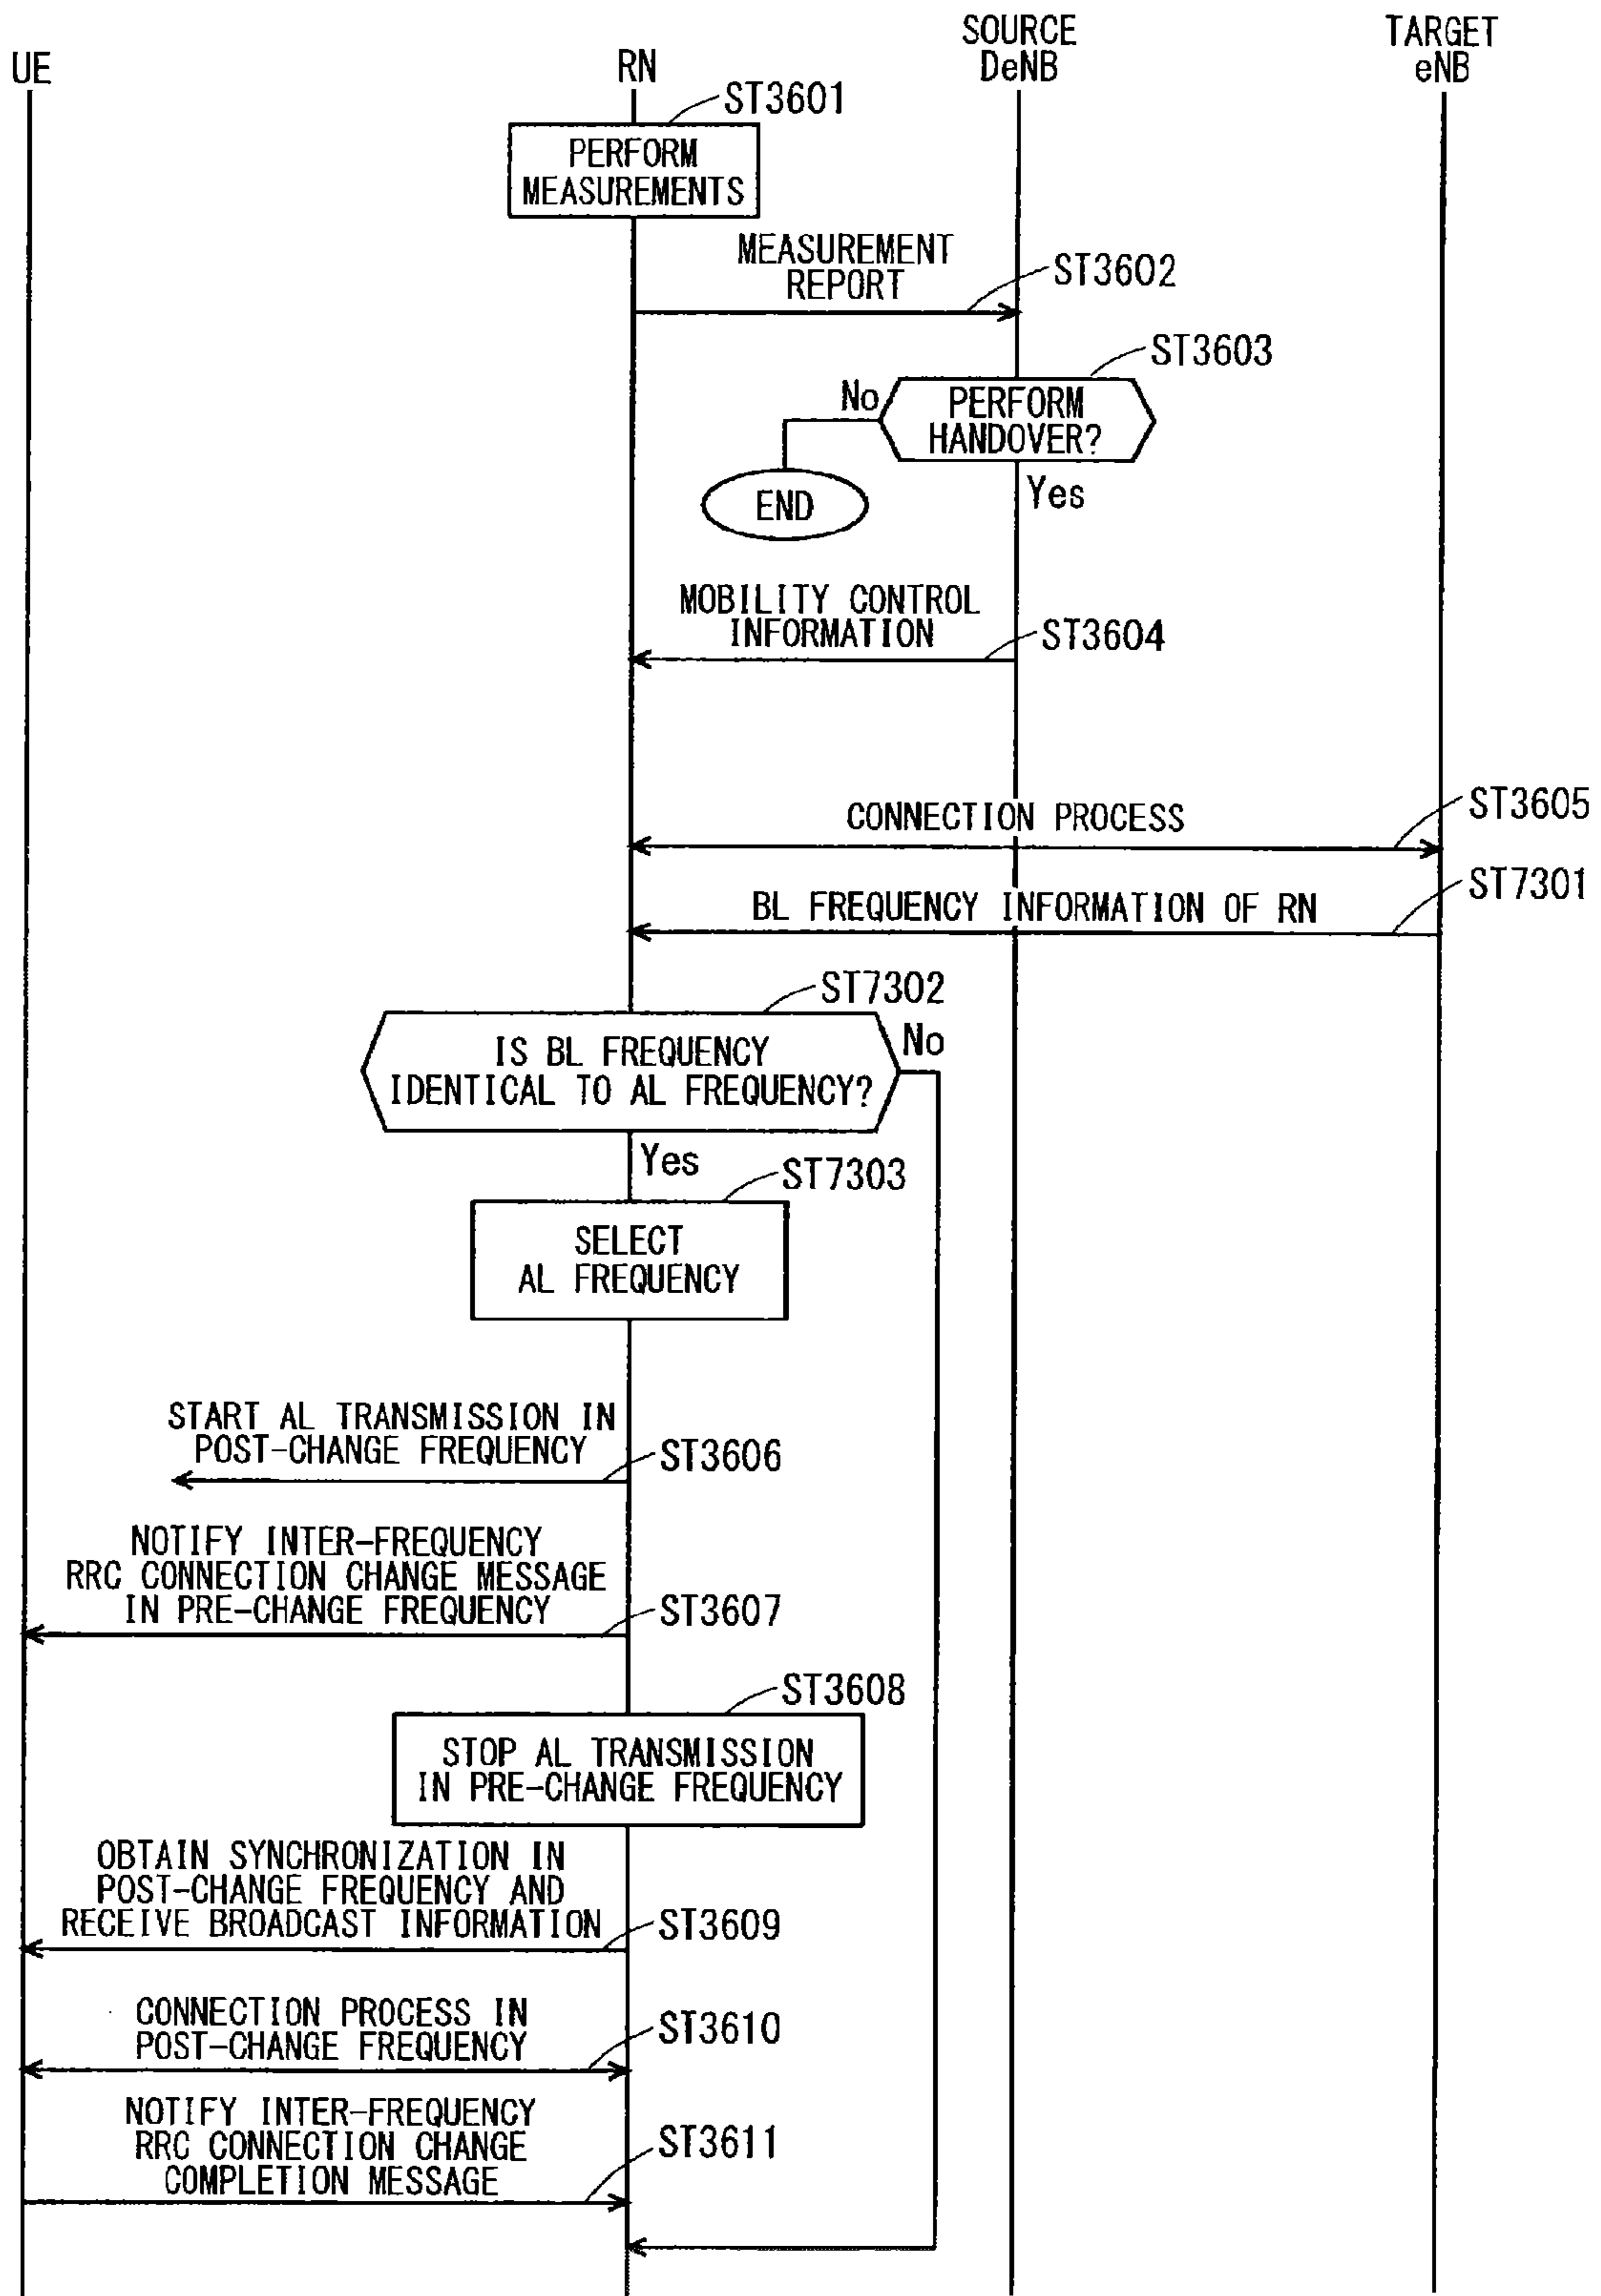 UE
RN
SOURCE
DeNB
TARGET
eNB
ST3601
PERFORM
MEASUREMENTS
MEASUREMENT
REPORT
ST3602
ST3603
No
PERFORM
HANDOVER?
END
Yes
MOBILITY CONTROL
INFORMATION
ST3604
CONNECTION PROCESS
ST3605
BL FREQUENCY INFORMATION OF RN
ST7301
ST7302
IS BL FREQUENCY
IDENTICAL TO AL FREQUENCY?
No
Yes
ST7303
SELECT
AL FREQUENCY
START AL TRANSMISSION IN
POST-CHANGE FREQUENCY
ST3606
NOTIFY INTER-FREQUENCY
RRC CONNECTION CHANGE MESSAGE
IN PRE-CHANGE FREQUENCY
ST3607
ST3608
STOP AL TRANSMISSION
IN PRE-CHANGE FREQUENCY
OBTAIN SYNCHRONIZATION IN
POST-CHANGE FREQUENCY AND
RECEIVE BROADCAST INFORMATION
ST3609
CONNECTION PROCESS IN
POST-CHANGE FREQUENCY
ST3610
NOTIFY INTER-FREQUENCY
RRC CONNECTION CHANGE
COMPLETION MESSAGE
ST3611